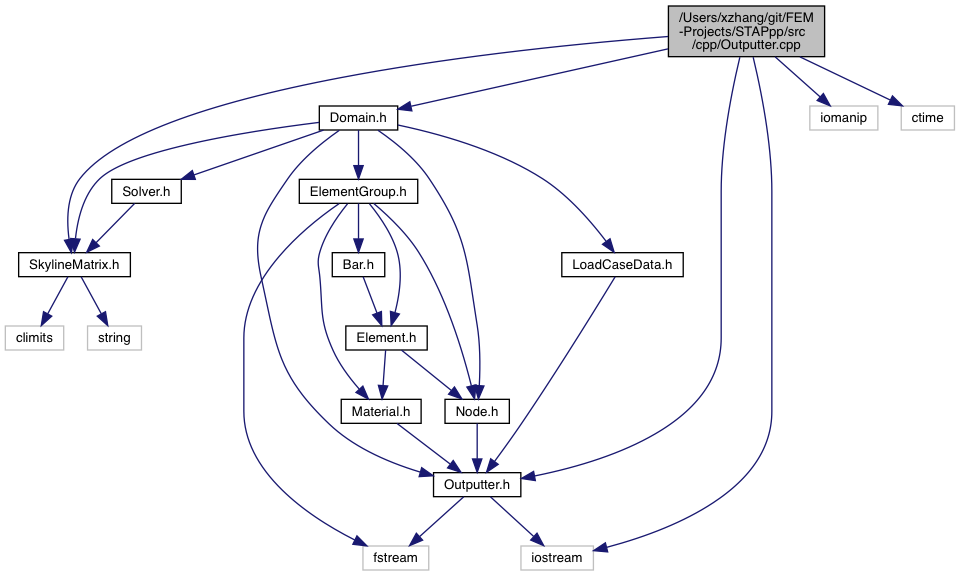 /Users/xzhang/git/FEM
-Projects/STAPpp/src
/cpp/Outputter.cpp
Domain.h
iomanip
ctime
Solver.h
ElementGroup.h
SkylineMatrix.h
Bar.h
LoadCaseData.h
climits
string
Element.h
Material.h
Node.h
Outputter.h
fstream
iostream